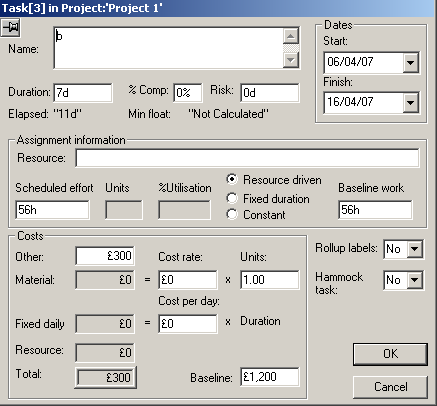 Task[3] in Project:'Project 1'
Name: b
Dates
Start:
06/04/07
Finish:
16/04/07
Duration: 7d % Comp: 0% Risk: 0d
Elapsed: "11d" Min float: "Not Calculated"
Assignment information
Resource:
Scheduled effort Units %Utilisation
56h
Resource driven
Fixed duration
Constant
Baseline work
56h
Costs
Other: £300 Cost rate: Units:
Material: £0 = £0 x 1.00
Cost per day:
Fixed daily £0 = £0 x Duration
Resource: £0
Total: £300 Baseline: £1,200
Rollup labels: No
Hammock task: No
OK
Cancel